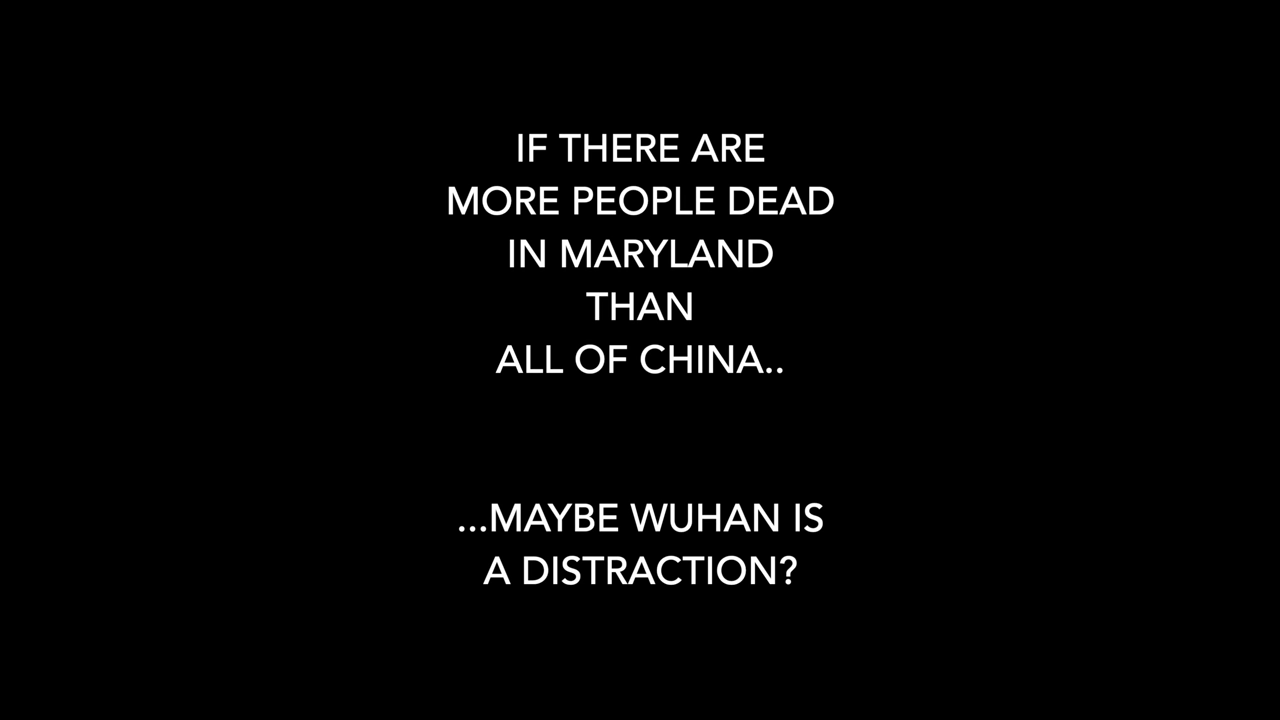 IF THERE ARE
MORE PEOPLE DEAD
IN MARYLAND
THAN
ALL OF CHINA..
...MAYBE WUHAN IS
A DISTRACTION?